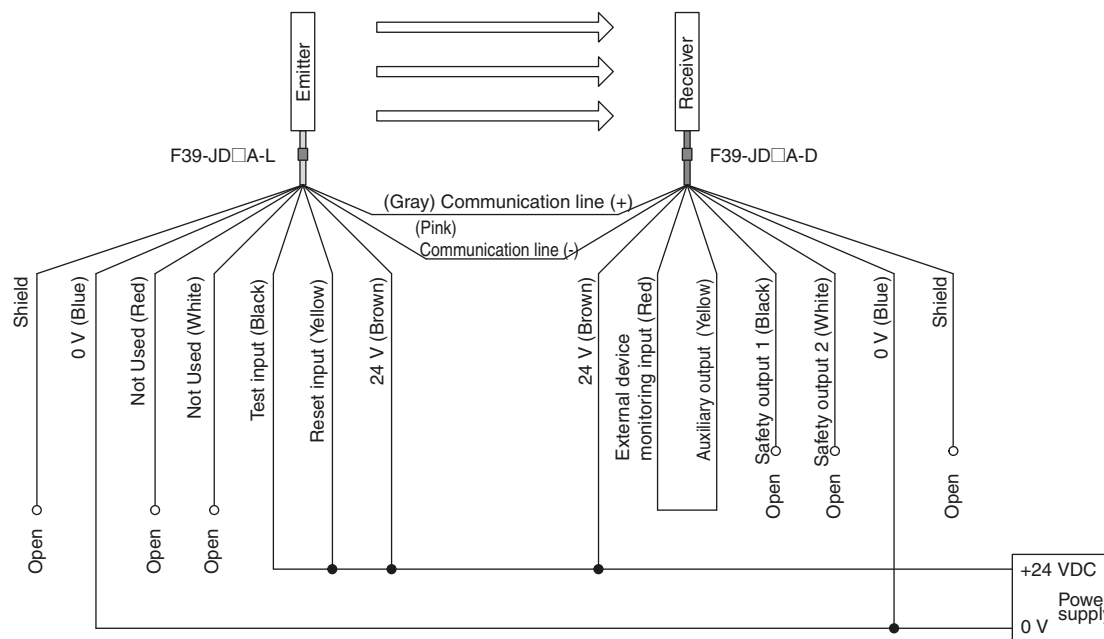 Emitter
Receiver
F39-JD□A-L
F39-JD□A-D
(Gray) Communication line (+)
(Pink)
Communication line (-)
Shield
0 V (Blue)
Not Used (Red)
Not Used (White)
Test input (Black)
Reset input (Yellow)
24 V (Brown)
24 V (Brown)
External device
monitoring input (Red)
Auxiliary output (Yellow)
Safety output 1 (Black)
Safety output 2 (White)
0 V (Blue)
Shield
Open
Open
Open
Open
Open
Open
+24 VDC
Power
supply
0 V